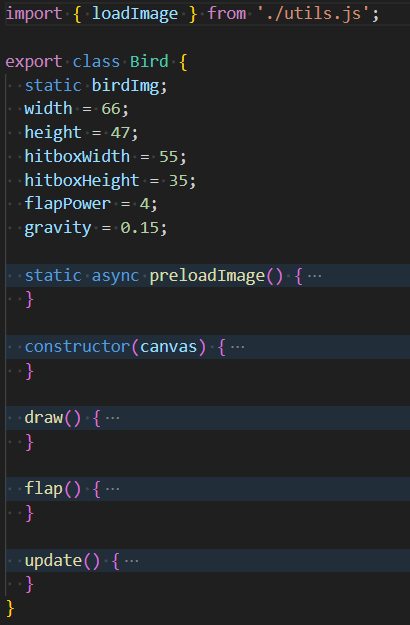 import { loadImage } from './utils.js';
export class Bird {
static birdImg;
width = 66;
height = 47;
hitboxWidth = 55;
hitboxHeight = 35;
flapPower = 4;
gravity = 0.15;
static async preloadImage() { ···
}
constructor(canvas) { ···
}
draw() { ···
}
flap() { ···
}
update() { ···
}
}